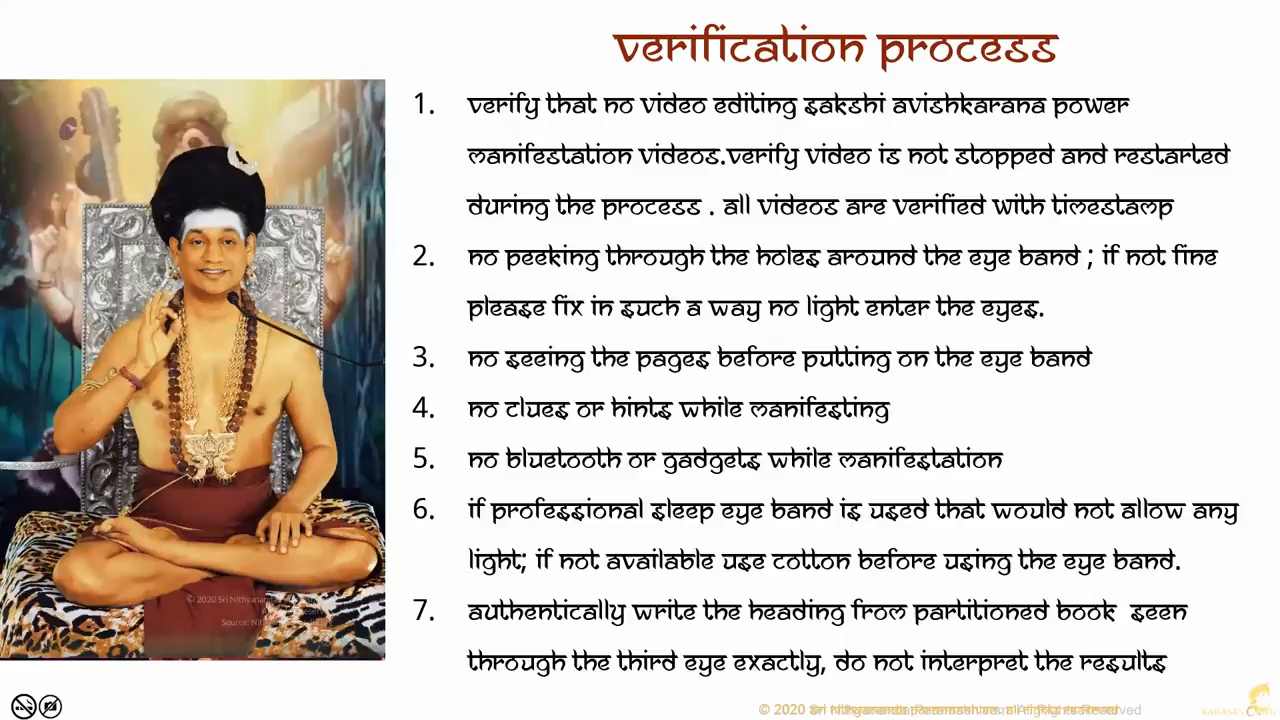 verification process
1. verify that no video editing sakshi avishkarana power
manifestation videos.verify video is not stopped and restarted
during the process . all videos are verified with timestamp
2. no peeking through the holes around the eye band ; if not fine
please fix in such a way no light enter the eyes.
3. no seeing the pages before putting on the eye band
4. no clues or hints while manifesting
5. no bluetooth or gadgets while manifestation
6. if professional sleep eye band is used that would not allow any
light; if not available use cotton before using the eye band.
7. authentically write the heading from partitioned book seen
through the third eye exactly, do not interpret the results
© 2020 Sri Nithyananda
Source:
© 2020